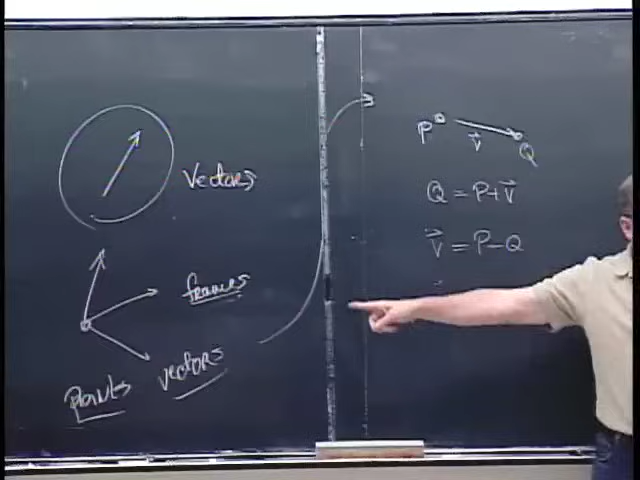 Vectors
frames
Points vectors
P
v⃗
Q
Q = P+v⃗
v⃗ = P-Q